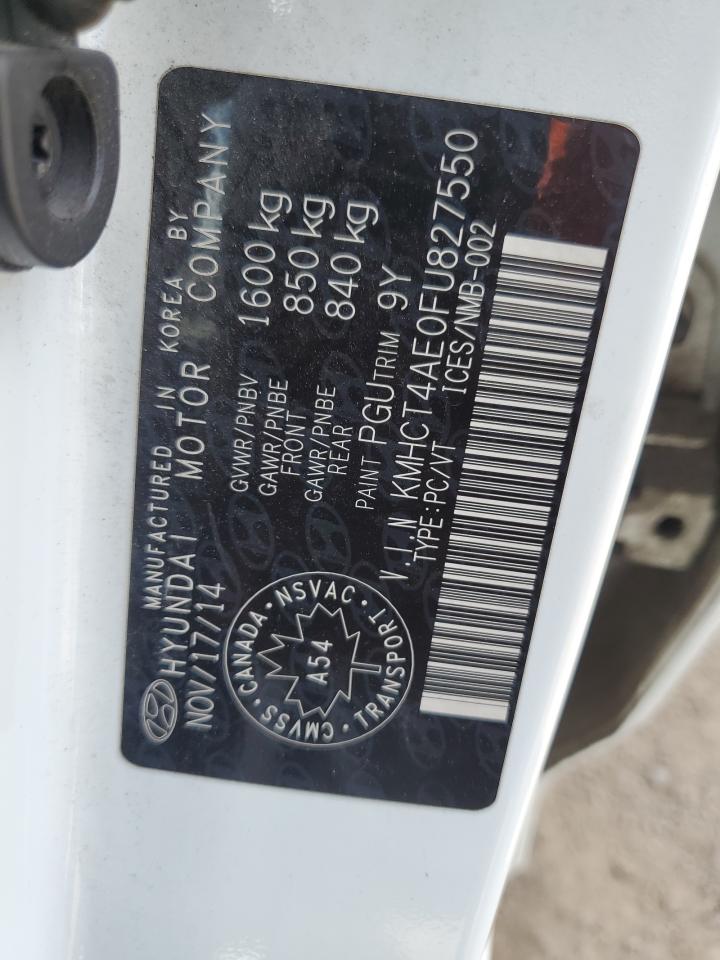 MANUFACTURED IN KOREA BY
HYUNDAI MOTOR COMPANY
NOV/17/14
GVWR/PNBV 1600 kg
GAWR/PNBE FRONT 850 kg
GAWR/PNBE REAR 840 kg
PAINT PGU TRIM 9Y
V.I.N KMHCT4AE0FU827550
TYPE:PC/VT ICES/NMB-002
CMVSS·CANADA·NSVAC·TRANSPORT·
A54